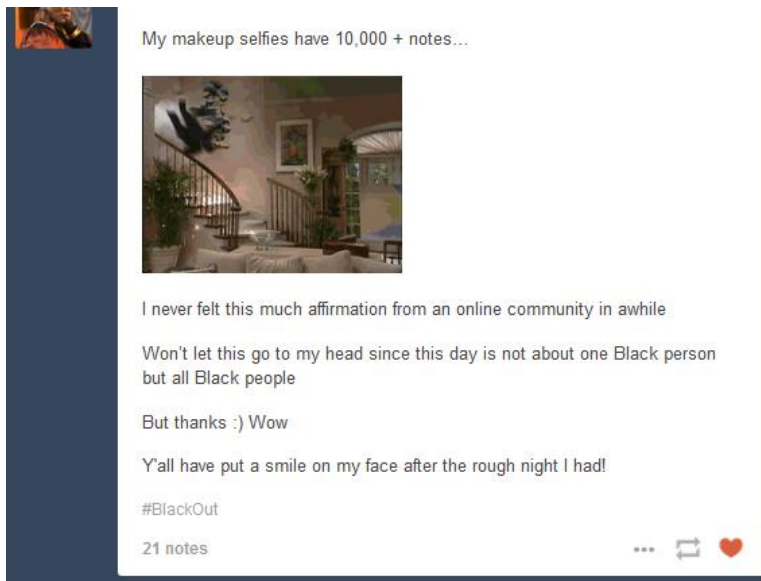 My makeup selfies have 10,000 + notes...
I never felt this much affirmation from an online community in awhile
Won't let this go to my head since this day is not about one Black person
but all Black people
But thanks :) Wow
Y'all have put a smile on my face after the rough night I had!
#BlackOut
21 notes